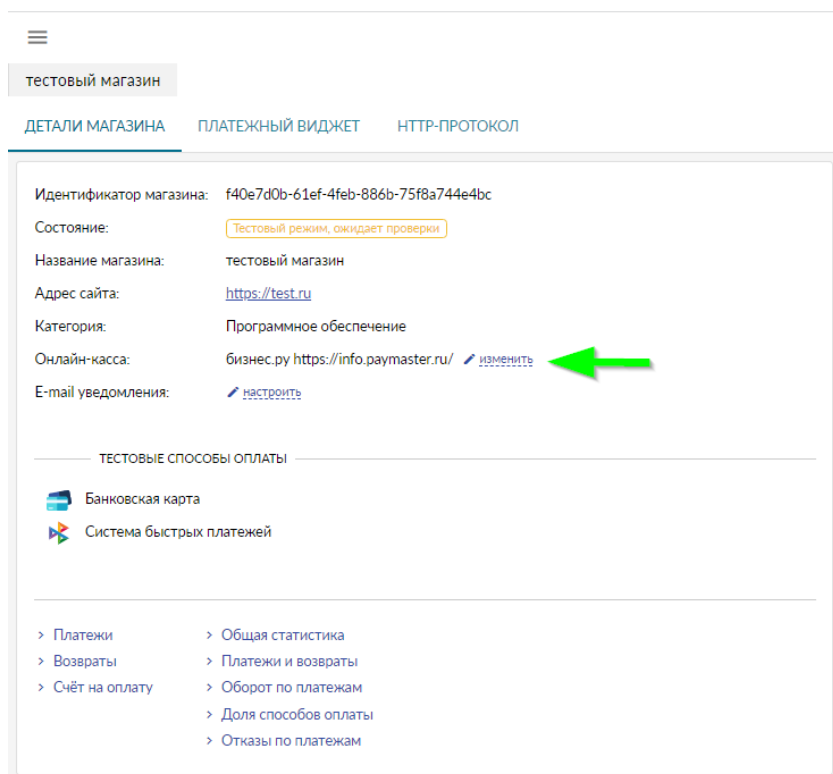 тестовый магазин
ДЕТАЛИ МАГАЗИНА ПЛАТЕЖНЫЙ ВИДЖЕТ HTTP-ПРОТОКОЛ
Идентификатор магазина: f40e7d0b-61ef-4feb-886b-75f8a744e4bc
Состояние: Тестовый режим, ожидает проверки
Название магазина: тестовый магазин
Адрес сайта: https://test.ru
Категория: Программное обеспечение
Онлайн-касса: бизнес.ру https://info.paymaster.ru/ изменить
E-mail уведомления: настроить
ТЕСТОВЫЕ СПОСОБЫ ОПЛАТЫ
Банковская карта
Система быстрых платежей
> Платежи > Общая статистика
> Возвраты > Платежи и возвраты
> Счёт на оплату > Оборот по платежам
> Доля способов оплаты
> Отказы по платежам